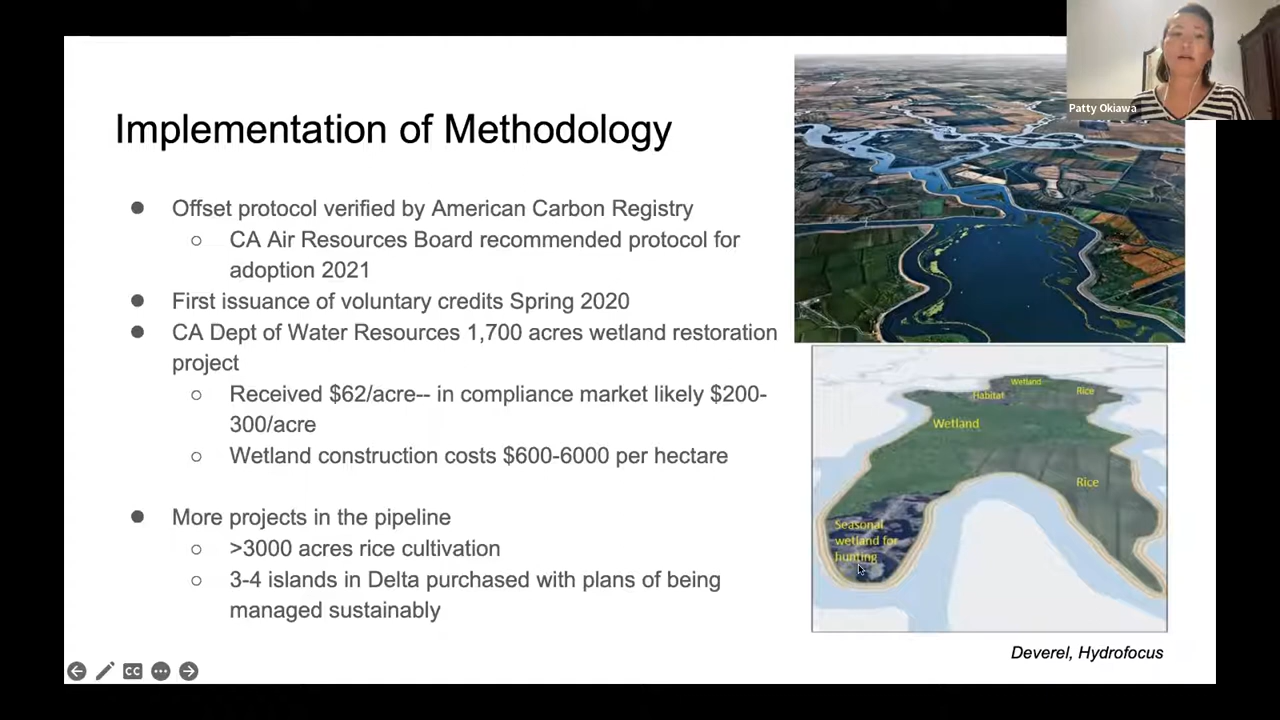 Patty Okiawa
Implementation of Methodology
● Offset protocol verified by American Carbon Registry
○ CA Air Resources Board recommended protocol for
adoption 2021
● First issuance of voluntary credits Spring 2020
● CA Dept of Water Resources 1,700 acres wetland restoration
project
○ Received $62/acre-- in compliance market likely $200-
300/acre
○ Wetland construction costs $600-6000 per hectare
● More projects in the pipeline
○ >3000 acres rice cultivation
○ 3-4 islands in Delta purchased with plans of being
managed sustainably
Wetland
Habitat
Rice
Wetland
Rice
Seasonal
wetland for
hunting
Deverel, Hydrofocus
CC